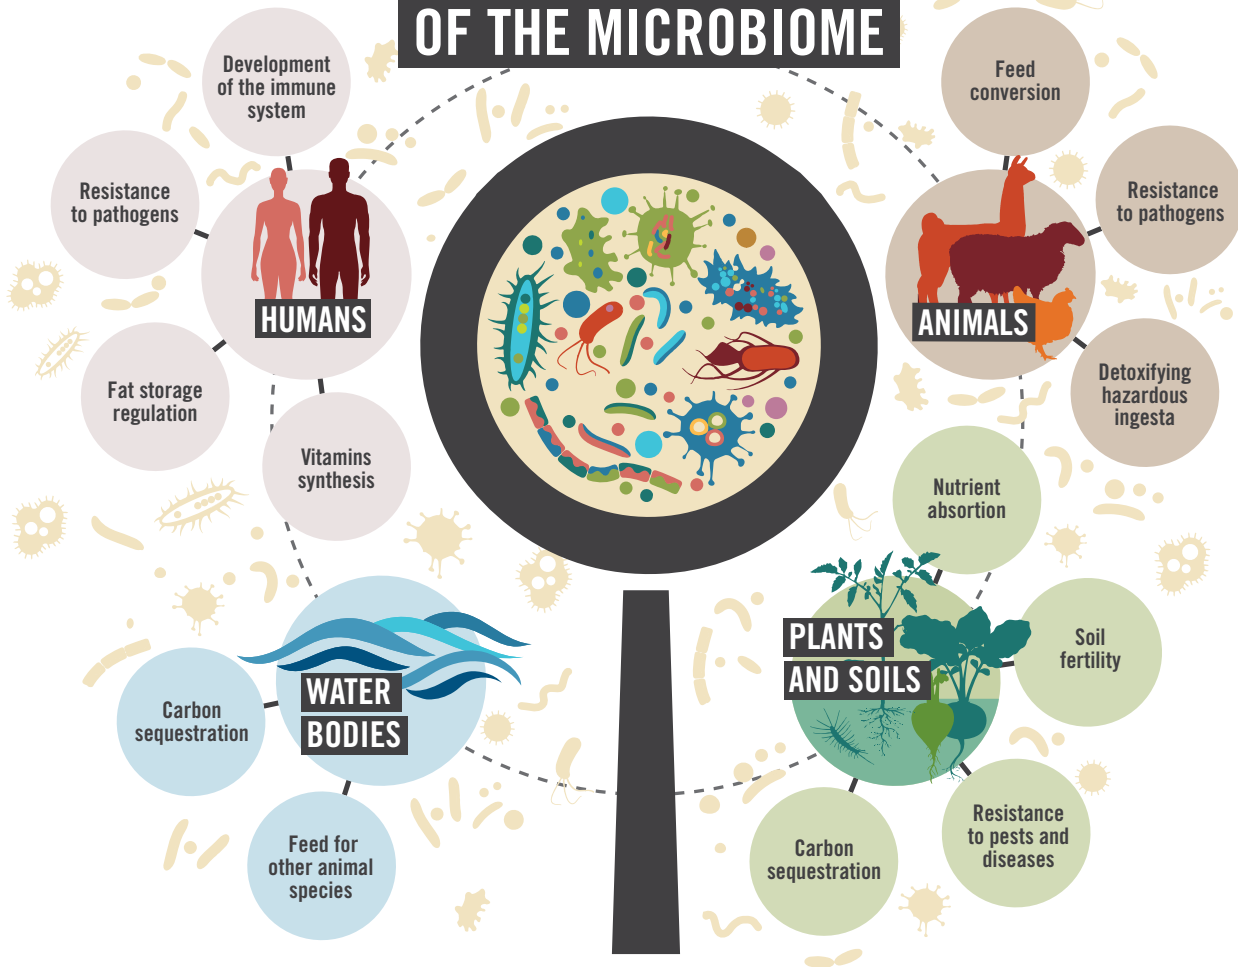 OF THE MICROBIOME
Development
of the immune
system
Resistance
to pathogens
HUMANS
Fat storage
regulation
Vitamins
synthesis
Feed
conversion
Resistance
to pathogens
ANIMALS
Detoxifying
hazardous
ingesta
WATER
BODIES
Carbon
sequestration
Feed for
other animal
species
Nutrient
absortion
PLANTS
AND SOILS
Soil
fertility
Resistance
to pests and
diseases
Carbon
sequestration